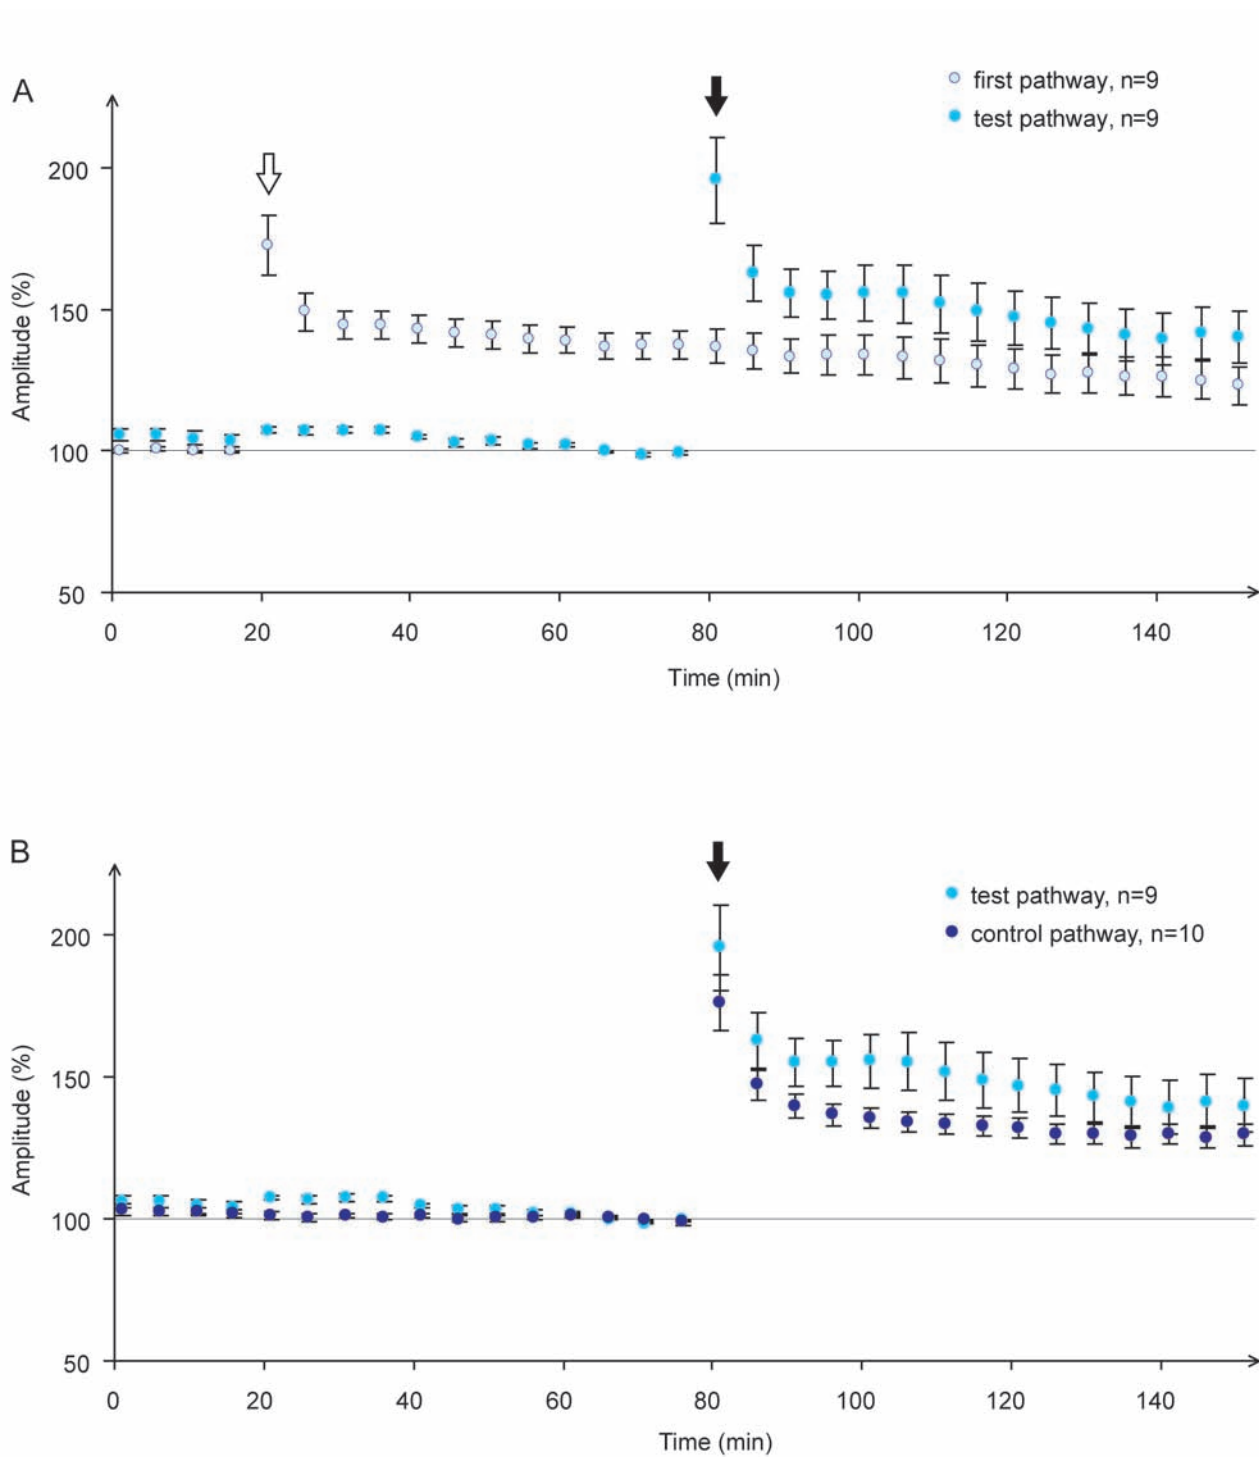 A
first pathway, n=9
test pathway, n=9
200
150
100
50
Amplitude (%)
0 20 40 60 80 100 120 140
Time (min)
B
test pathway, n=9
control pathway, n=10
200
150
100
50
Amplitude (%)
0 20 40 60 80 100 120 140
Time (min)